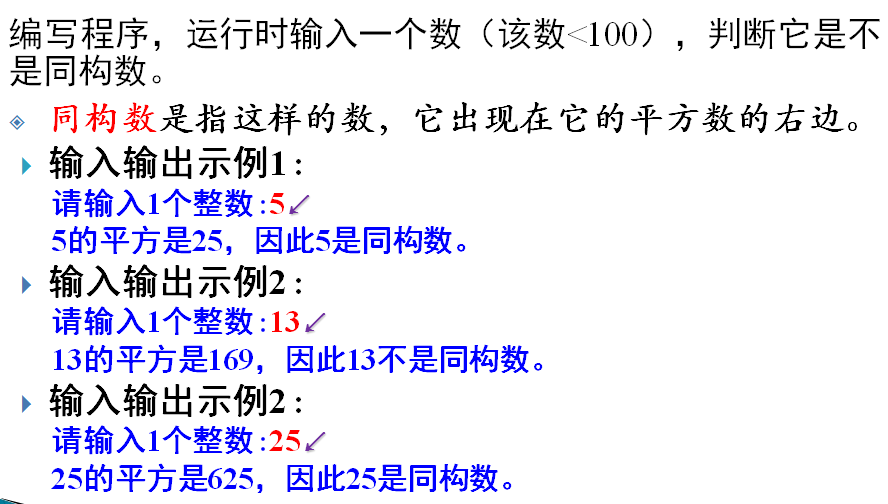 编写程序，运行时输入一个数（该数<100），判断它是不
是同构数。
同构数是指这样的数，它出现在它的平方数的右边。
输入输出示例1：
请输入1个整数:5↙
5的平方是25，因此5是同构数。
输入输出示例2：
请输入1个整数:13↙
13的平方是169，因此13不是同构数。
输入输出示例2：
请输入1个整数:25↙
25的平方是625，因此25是同构数。